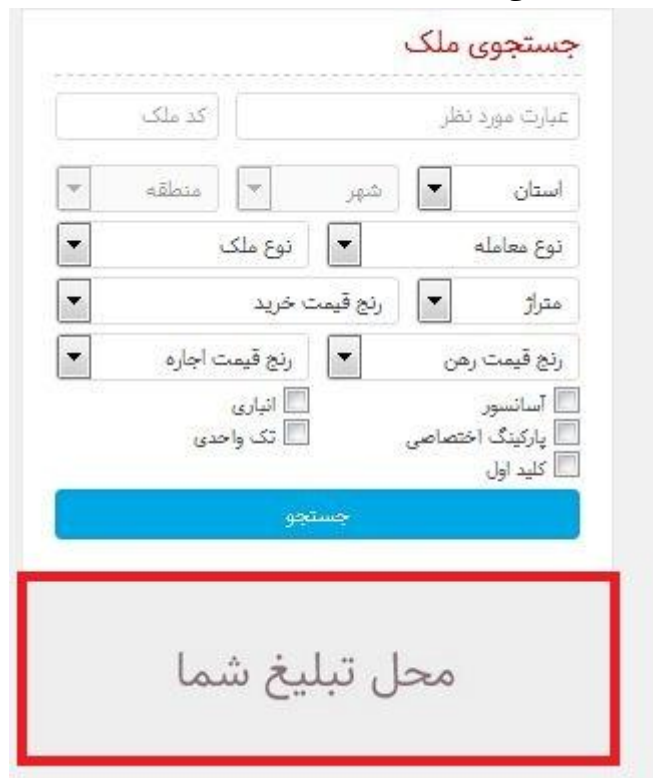 جستجوی ملک
عبارت مورد نظر کد ملک
استان شهر منطقه
نوع معامله نوع ملک
متراژ رنج قیمت خرید
رنج قیمت رهن رنج قیمت اجاره
آسانسور انباری
پارکینگ اختصاصی تک واحدی
کلید اول
جستجو
محل تبلیغ شما